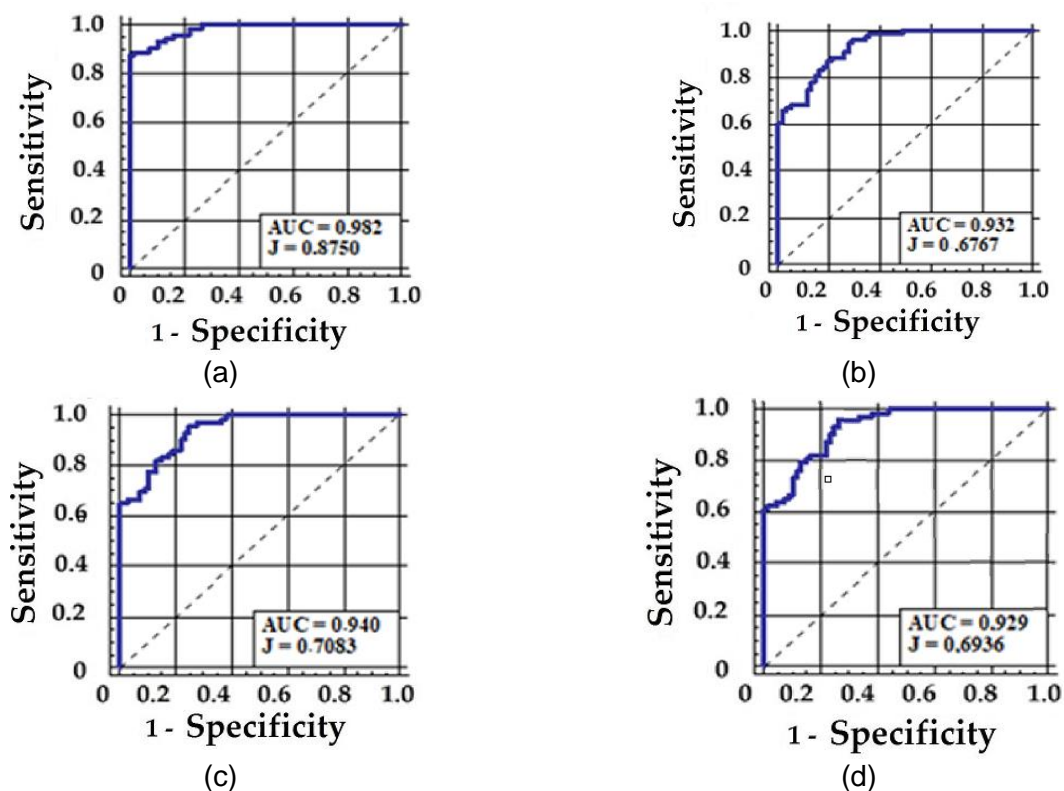 Sensitivity
1.0
0.8
0.6
0.4
0.2
0
AUC = 0.982
J = 0.8750
0 0.2 0.4 0.6 0.8 1.0
1 - Specificity
(a)
Sensitivity
1.0
0.8
0.6
0.4
0.2
0
AUC = 0.932
J = 0 .6767
0 0.2 0.4 0.6 0.8 1.0
1 - Specificity
(b)
Sensitivity
1.0
0.8
0.6
0.4
0.2
0
AUC = 0.940
J = 0.7083
0 0.2 0.4 0.6 0.8 1.0
1 - Specificity
(c)
Sensitivity
1.0
0.8
0.6
0.4
0.2
0
AUC = 0.929
J = 0.6936
0 0.2 0.4 0.6 0.8 1.0
1 - Specificity
(d)